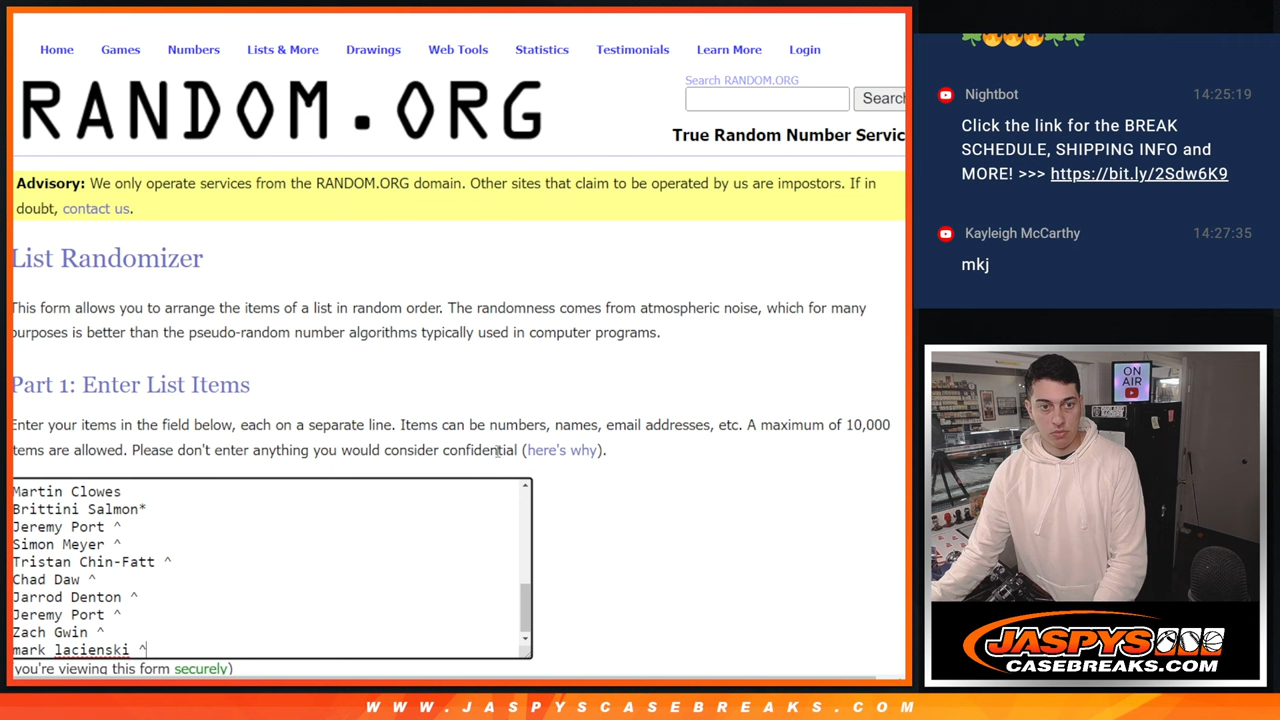 Home Games Numbers Lists & More Drawings Web Tools Statistics Testimonials Learn More Login
RANDOM.ORG
Search RANDOM.ORG
Search
True Random Number Servic
Advisory: We only operate services from the RANDOM.ORG domain. Other sites that claim to be operated by us are impostors. If in
doubt, contact us.
List Randomizer
This form allows you to arrange the items of a list in random order. The randomness comes from atmospheric noise, which for many
purposes is better than the pseudo-random number algorithms typically used in computer programs.
Part 1: Enter List Items
Enter your items in the field below, each on a separate line. Items can be numbers, names, email addresses, etc. A maximum of 10,000
items are allowed. Please don't enter anything you would consider confidential (here's why).
Martin Clowes
Brittini Salmon*
Jeremy Port ^
Simon Meyer ^
Tristan Chin-Fatt ^
Chad Daw ^
Jarrod Denton ^
Jeremy Port ^
Zach Gwin ^
mark lacienski ^
you're viewing this form securely)
Nightbot 14:25:19
Click the link for the BREAK
SCHEDULE, SHIPPING INFO and
MORE! >>> https://bit.ly/2Sdw6K9
Kayleigh McCarthy 14:27:35
mkj
ON
AIR
JASPYS
CASEBREAKS.COM
WWW.JASPYSCASEBREAKS.COM